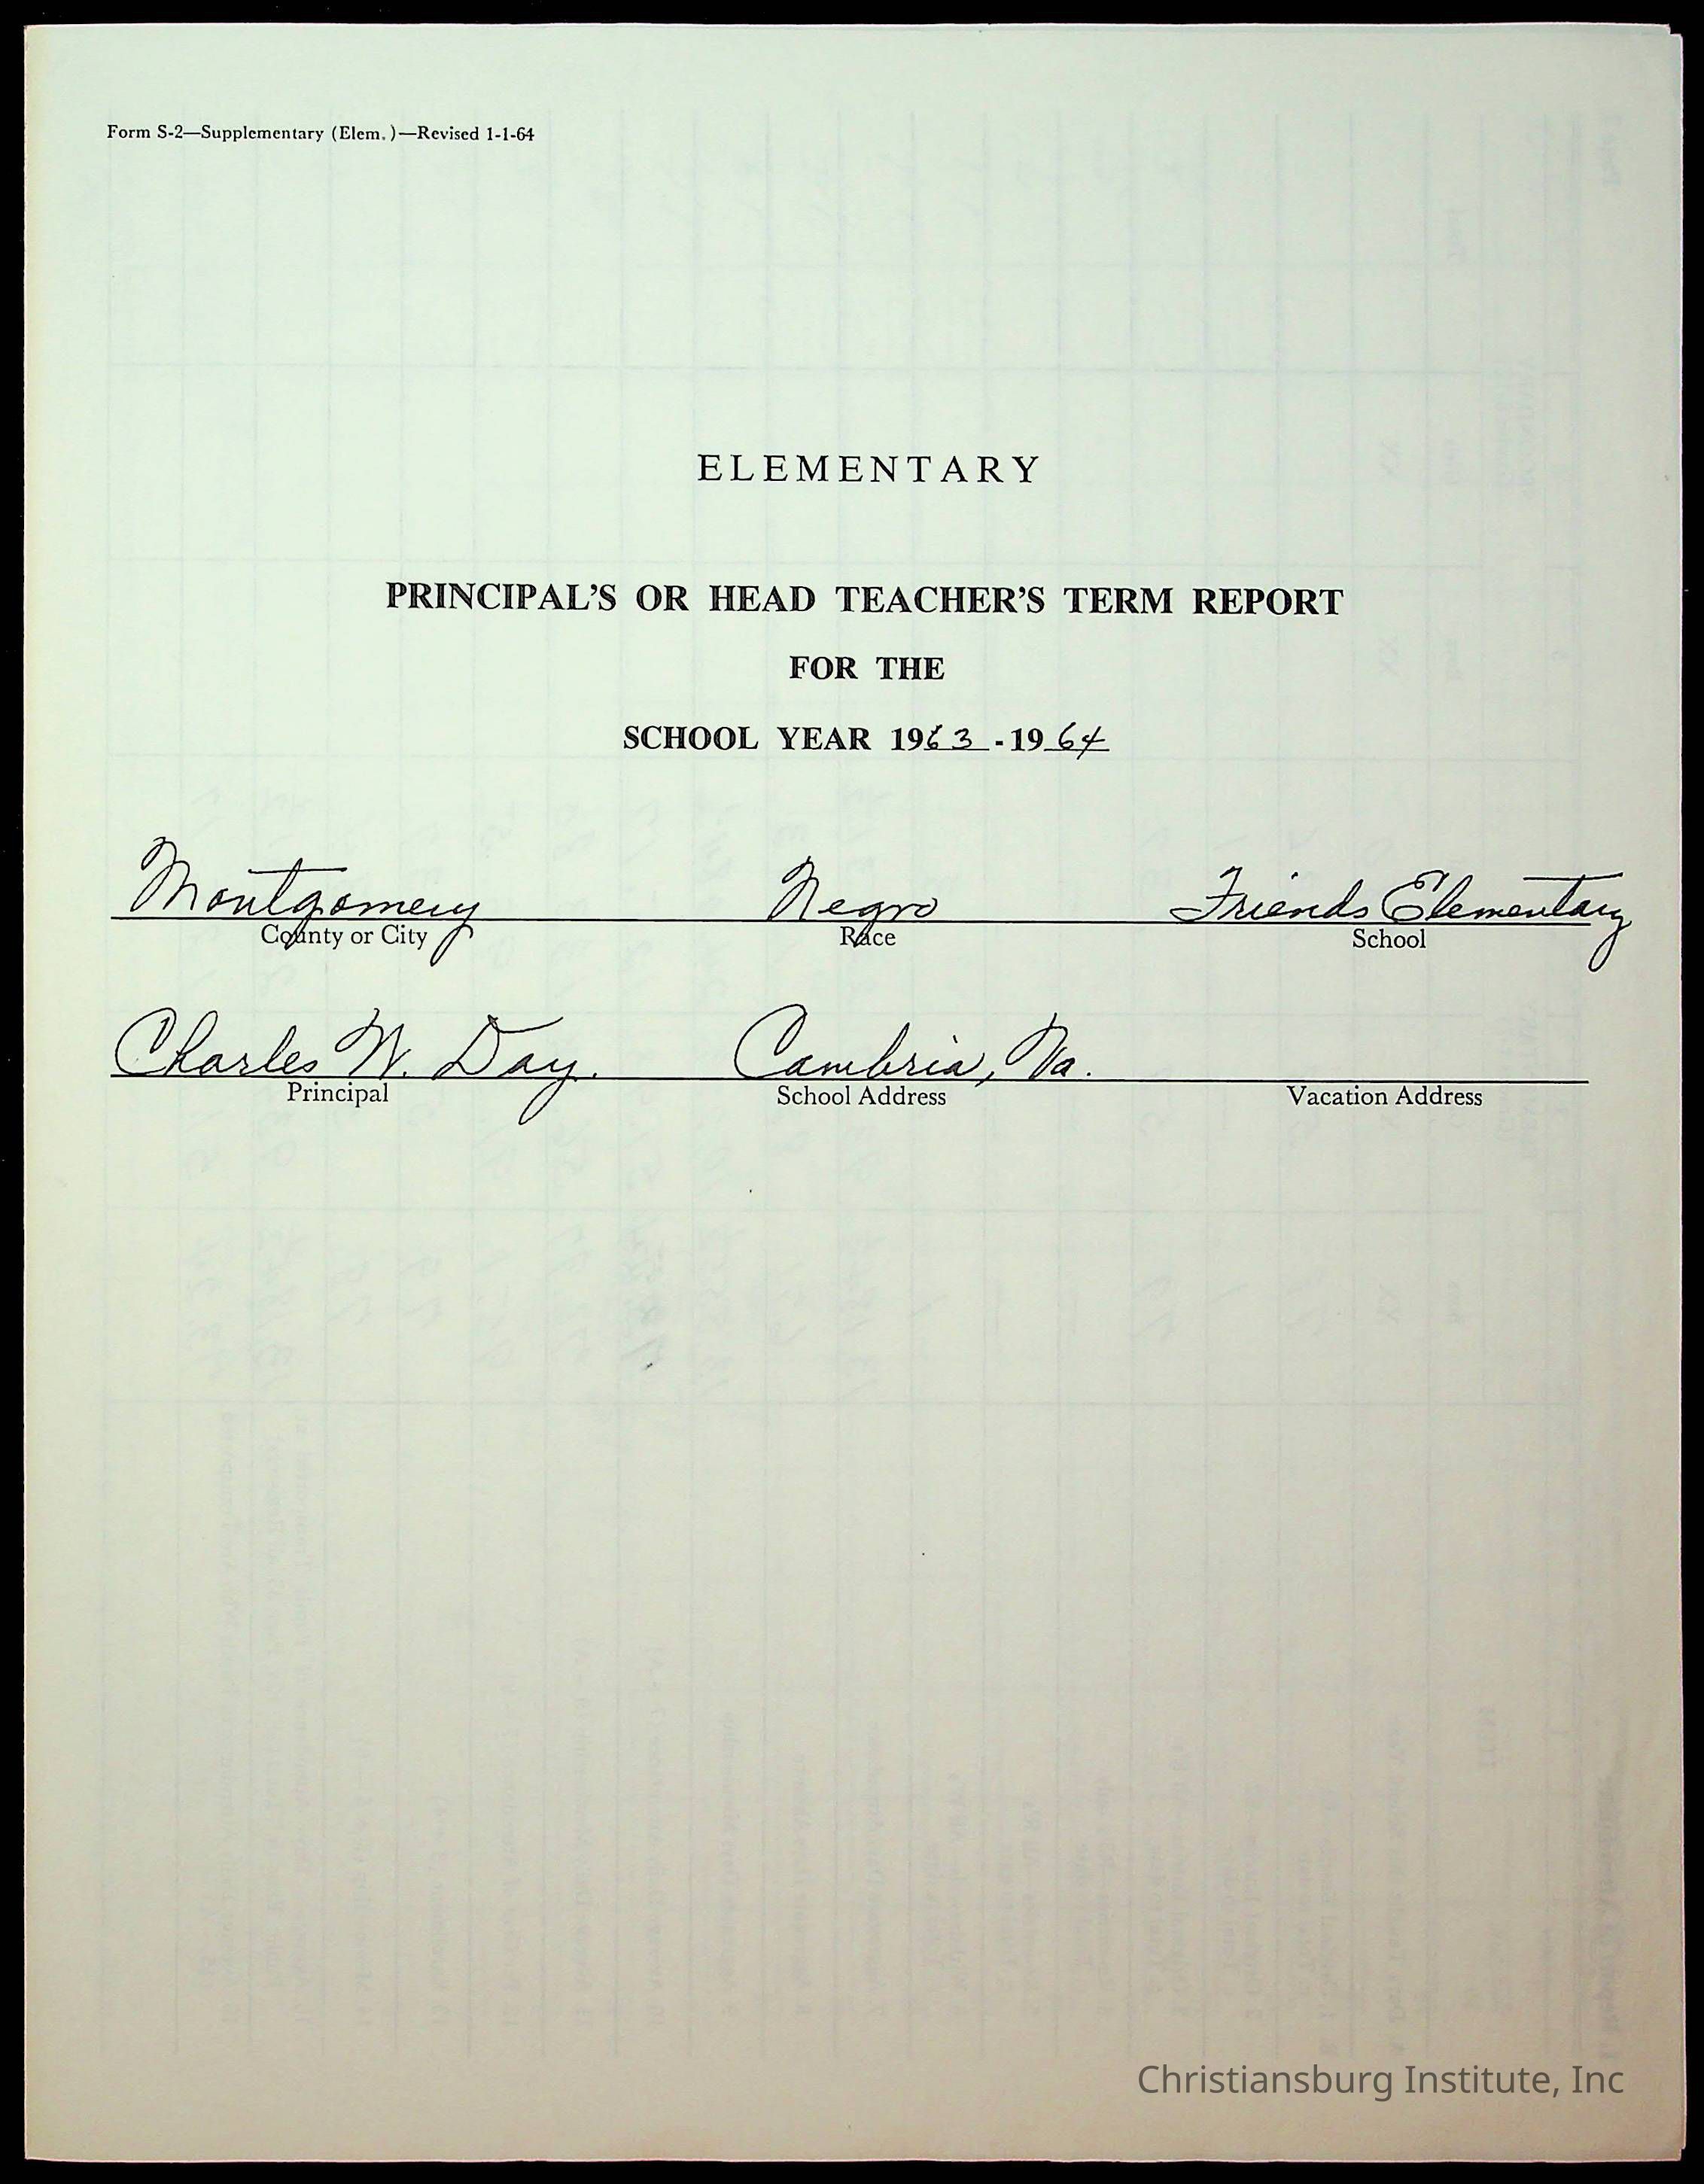 Form S-2—Supplementary (Elem.)—Revised 1-1-64
ELEMENTARY
PRINCIPAL'S OR HEAD TEACHER'S TERM REPORT
FOR THE
SCHOOL YEAR 1963-1964
Montgomery Negro Friends Elementary
County or City Race School
Charles W. Day. Cambria, Va.
Principal School Address Vacation Address
Christiansburg Institute, Inc